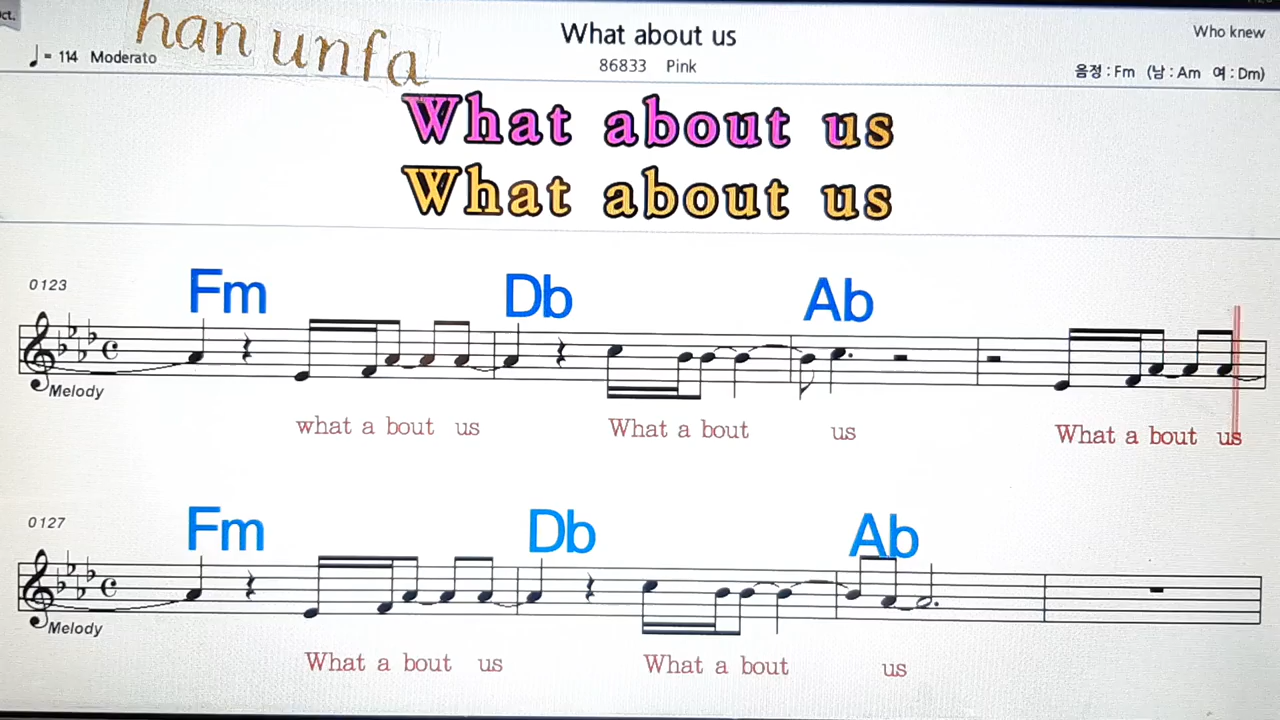 ct.
han unfa
What about us
Who knew
♩ = 114 Moderato
86833 Pink
음정 : Fm (남 : Am 여 : Dm)
What about us
What about us
0123
Fm Db Ab
Melody
what a bout us What a bout us What a bout us
0127
Fm Db Ab
Melody
What a bout us What a bout us